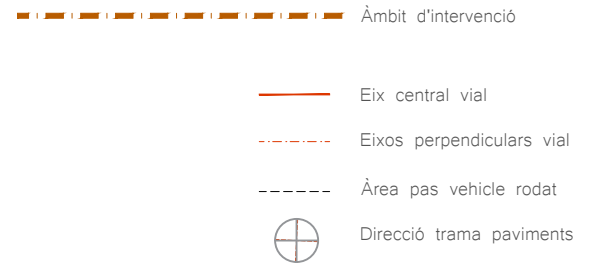 Àmbit d'intervenció
Eix central vial
Eixos perpendiculars vial
Àrea pas vehicle rodat
Direcció trama paviments